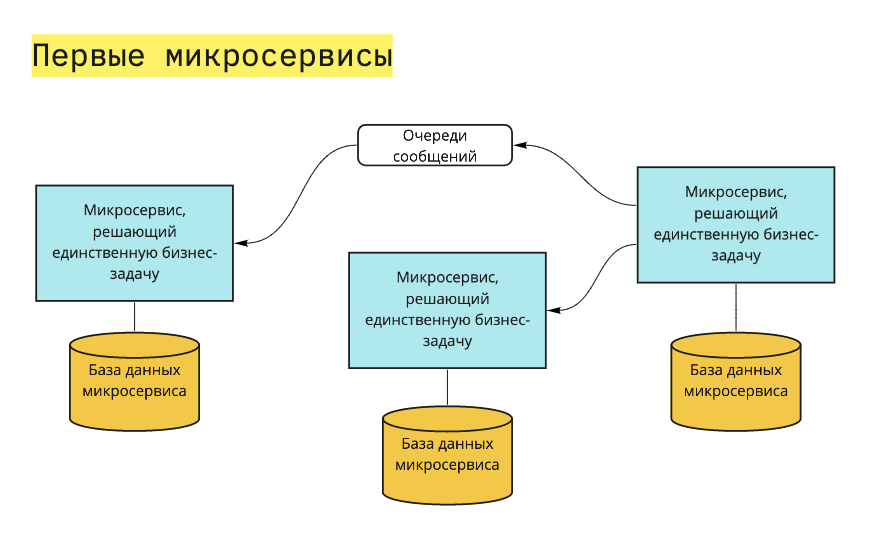 Первые микросервисы
Очереди
сообщений
Микросервис,
решающий
единственную бизнес-
задачу
База данных
микросервиса
Микросервис,
решающий
единственную бизнес-
задачу
База данных
микросервиса
Микросервис,
решающий
единственную бизнес-
задачу
База данных
микросервиса